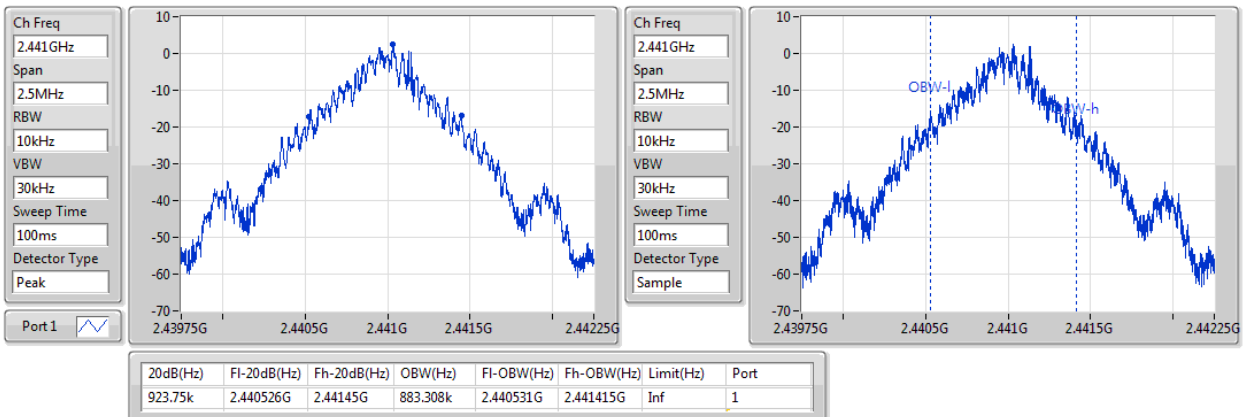 Ch Freq
2.441GHz
Span
2.5MHz
RBW
10kHz
VBW
30kHz
Sweep Time
100ms
Detector Type
Peak
Port 1
10
0
-10
-20
-30
-40
-50
-60
-70
2.43975G 2.4405G 2.441G 2.4415G 2.44225G
Ch Freq
2.441GHz
Span
2.5MHz
RBW
10kHz
VBW
30kHz
Sweep Time
100ms
Detector Type
Sample
10
0
-10
-20
-30
-40
-50
-60
-70
OBW-l
OBW-h
2.43975G 2.4405G 2.441G 2.4415G 2.44225G
20dB(Hz) Fl-20dB(Hz) Fh-20dB(Hz) OBW(Hz) Fl-OBW(Hz) Fh-OBW(Hz) Limit(Hz) Port
923.75k 2.440526G 2.44145G 883.308k 2.440531G 2.441415G Inf 1